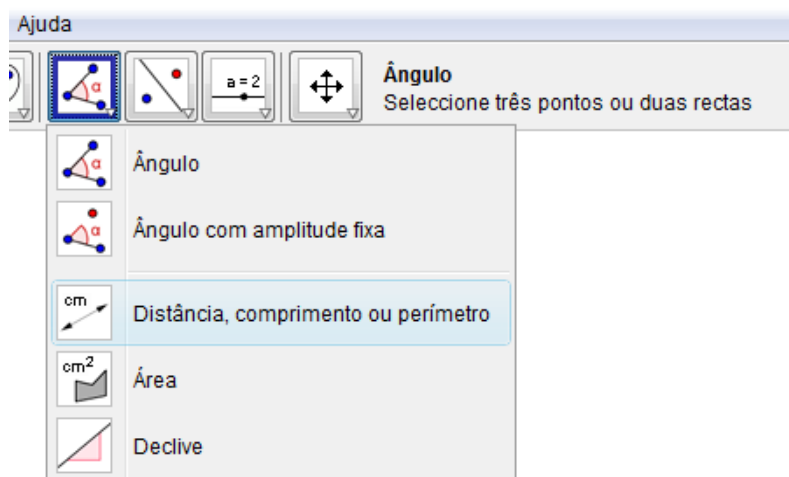 Ajuda
a = 2
Ângulo
Seleccione três pontos ou duas rectas
α
Ângulo
α
Ângulo com amplitude fixa
α
cm
Distância, comprimento ou perímetro
cm²
Área
Declive